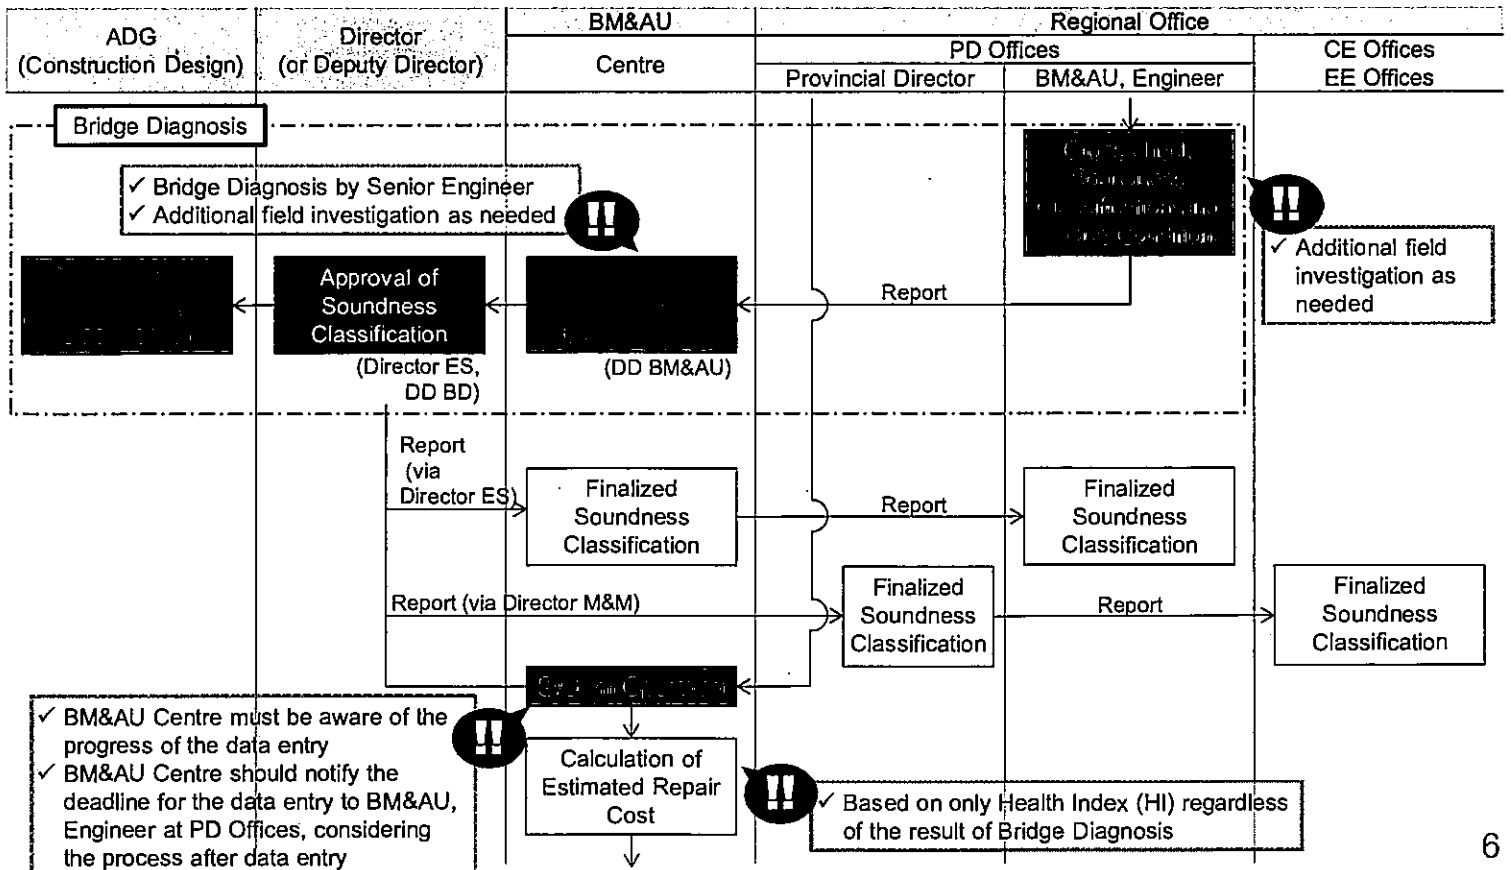 ADG
(Construction Design)
Director
(or Deputy Director)
BM&AU
Centre
Regional Office
PD Offices
Provincial Director
BM&AU, Engineer
CE Offices
EE Offices
Bridge Diagnosis
✓ Bridge Diagnosis by Senior Engineer
✓ Additional field investigation as needed
!!
!!
✓ Additional field
investigation as
needed
Approval of
Soundness
Classification
(Director ES,
DD BD)
(DD BM&AU)
Report
Report
(via
Director ES)
Finalized
Soundness
Classification
Report
Finalized
Soundness
Classification
Report (via Director M&M)
Finalized
Soundness
Classification
Report
Finalized
Soundness
Classification
✓ BM&AU Centre must be aware of the
progress of the data entry
✓ BM&AU Centre should notify the
deadline for the data entry to BM&AU,
Engineer at PD Offices, considering
the process after data entry
!!
Calculation of
Estimated Repair
Cost
!!
✓ Based on only Health Index (HI) regardless
of the result of Bridge Diagnosis
6